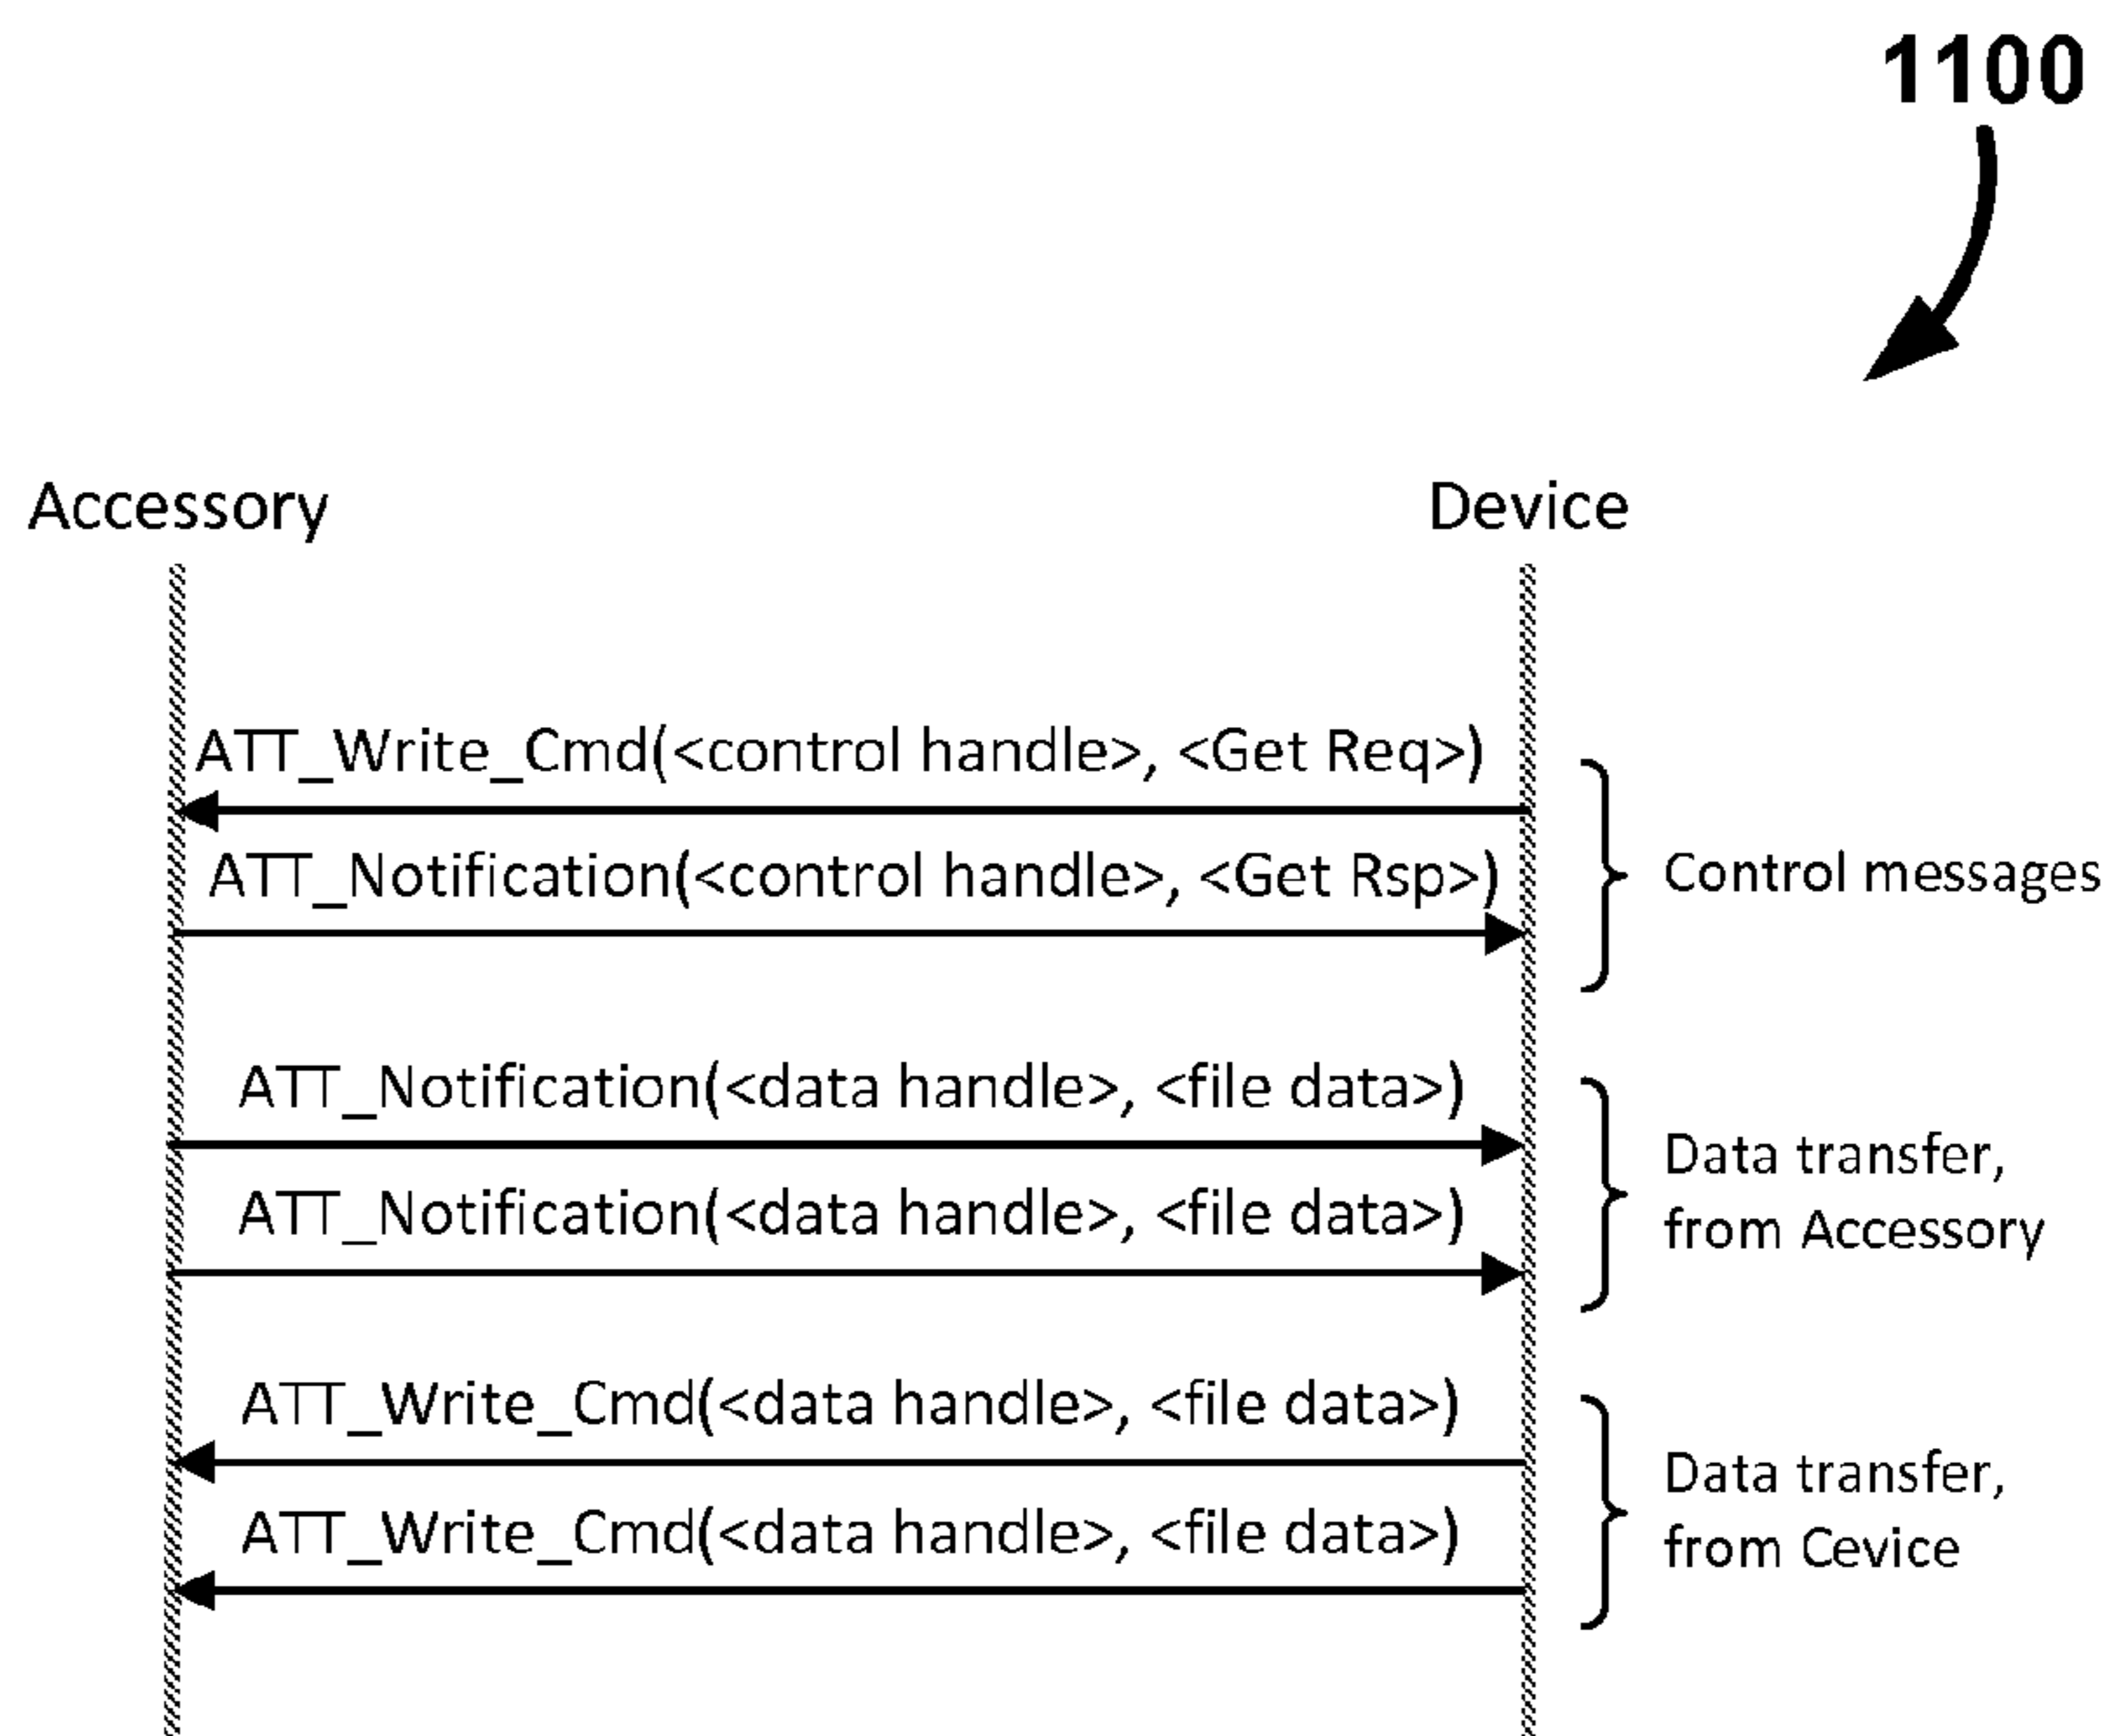 1100
Accessory
Device
ATT_Write_Cmd(<control handle>, <Get Req>)
ATT_Notification(<control handle>, <Get Rsp>)
Control messages
ATT_Notification(<data handle>, <file data>)
ATT_Notification(<data handle>, <file data>)
Data transfer,
from Accessory
ATT_Write_Cmd(<data handle>, <file data>)
ATT_Write_Cmd(<data handle>, <file data>)
Data transfer,
from Cevice